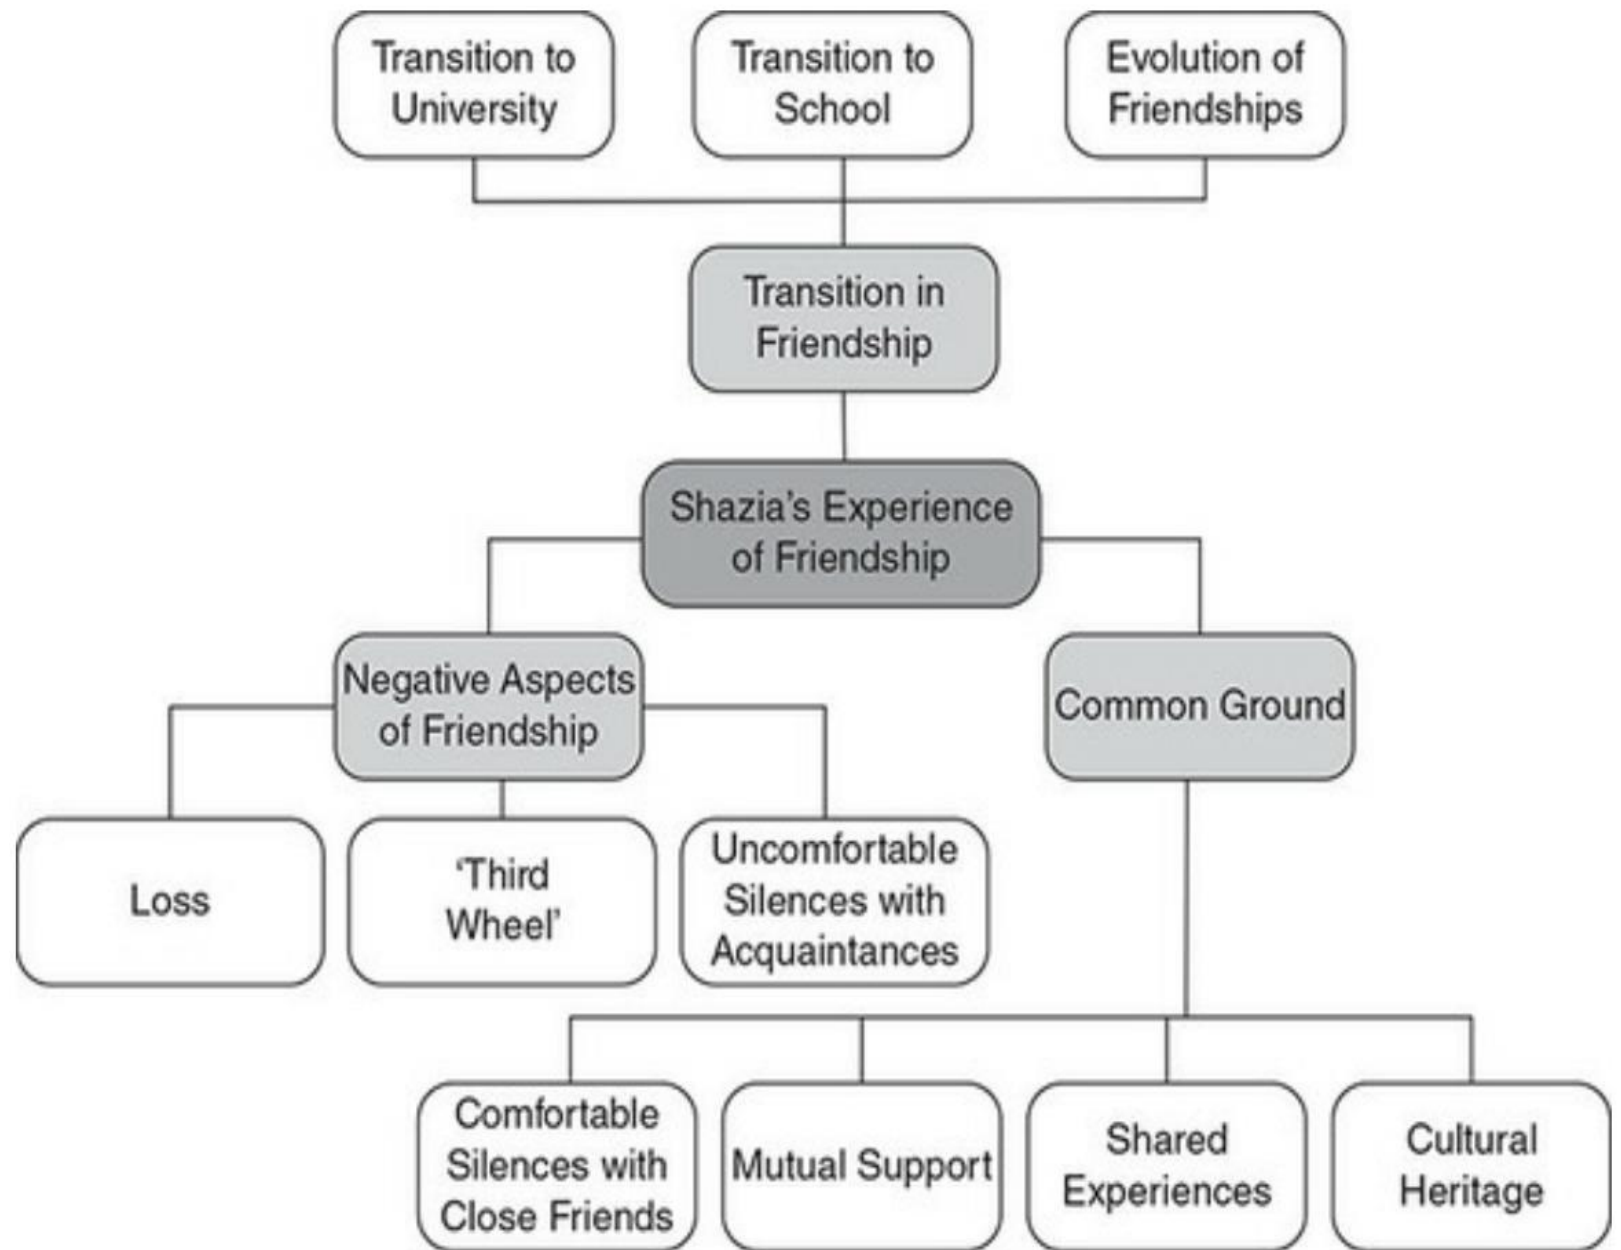 Transition to
University
Transition to
School
Evolution of
Friendships
Transition in
Friendship
Shazia's Experience
of Friendship
Negative Aspects
of Friendship
Common Ground
Loss
‘Third
Wheel’
Uncomfortable
Silences with
Acquaintances
Comfortable
Silences with
Close Friends
Mutual Support
Shared
Experiences
Cultural
Heritage